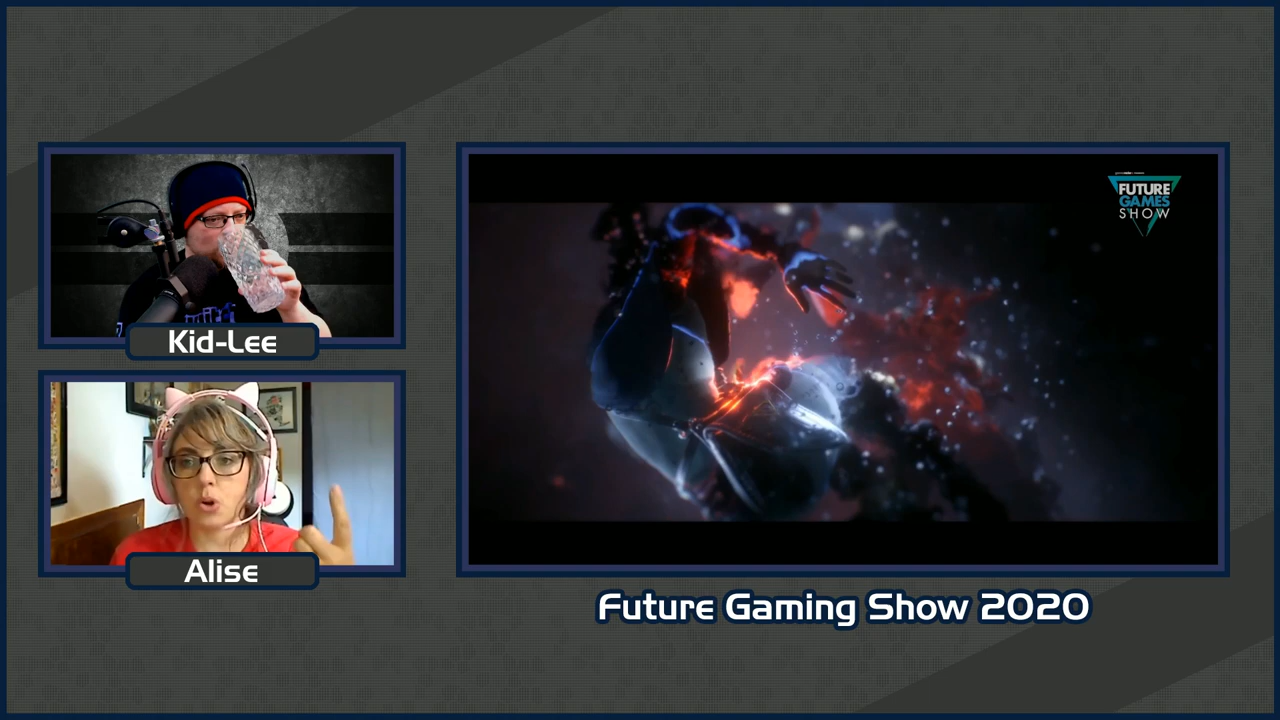 Kid-Lee
Alise
FUTURE
GAMES
SHOW
Future Gaming Show 2020